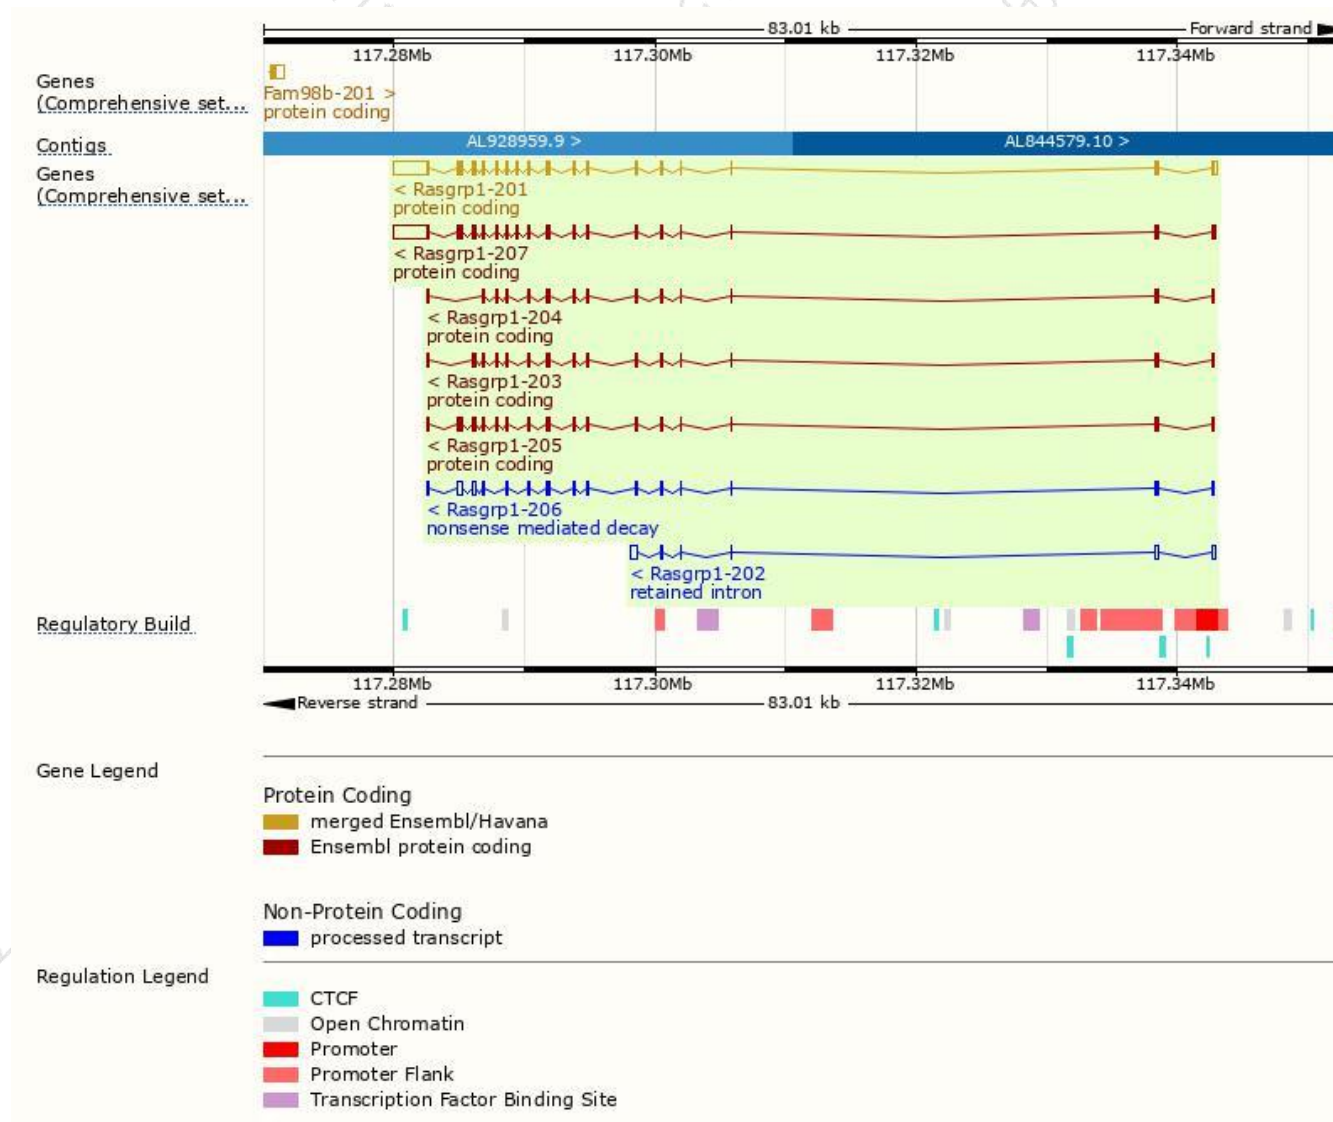 83.01 kb Forward strand
117.28Mb 117.30Mb 117.32Mb 117.34Mb
Genes
(Comprehensive set...
Fam98b-201 >
protein coding
Contigs
AL928959.9 > AL844579.10 >
Genes
(Comprehensive set...
< Rasgrp1-201
protein coding
< Rasgrp1-207
protein coding
< Rasgrp1-204
protein coding
< Rasgrp1-203
protein coding
< Rasgrp1-205
protein coding
< Rasgrp1-206
nonsense mediated decay
< Rasgrp1-202
retained intron
Regulatory Build
117.28Mb 117.30Mb 117.32Mb 117.34Mb
Reverse strand 83.01 kb
Gene Legend
Protein Coding
merged Ensembl/Havana
Ensembl protein coding
Non-Protein Coding
processed transcript
Regulation Legend
CTCF
Open Chromatin
Promoter
Promoter Flank
Transcription Factor Binding Site